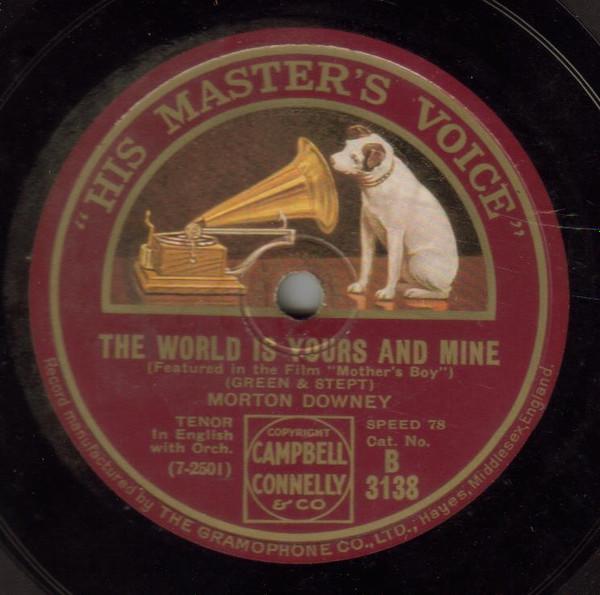 "HIS MASTER'S VOICE"
THE WORLD IS YOURS AND MINE
(Featured in the Film "Mother's Boy")
(GREEN & STEPT)
MORTON DOWNEY
TENOR
In English
with Orch.
(7-2501)
COPYRIGHT
CAMPBELL
CONNELLY
& CO
SPEED 78
Cat. No.
B
3138
Record manufactured by THE GRAMOPHONE CO., LTD., Hayes, Middlesex, England.